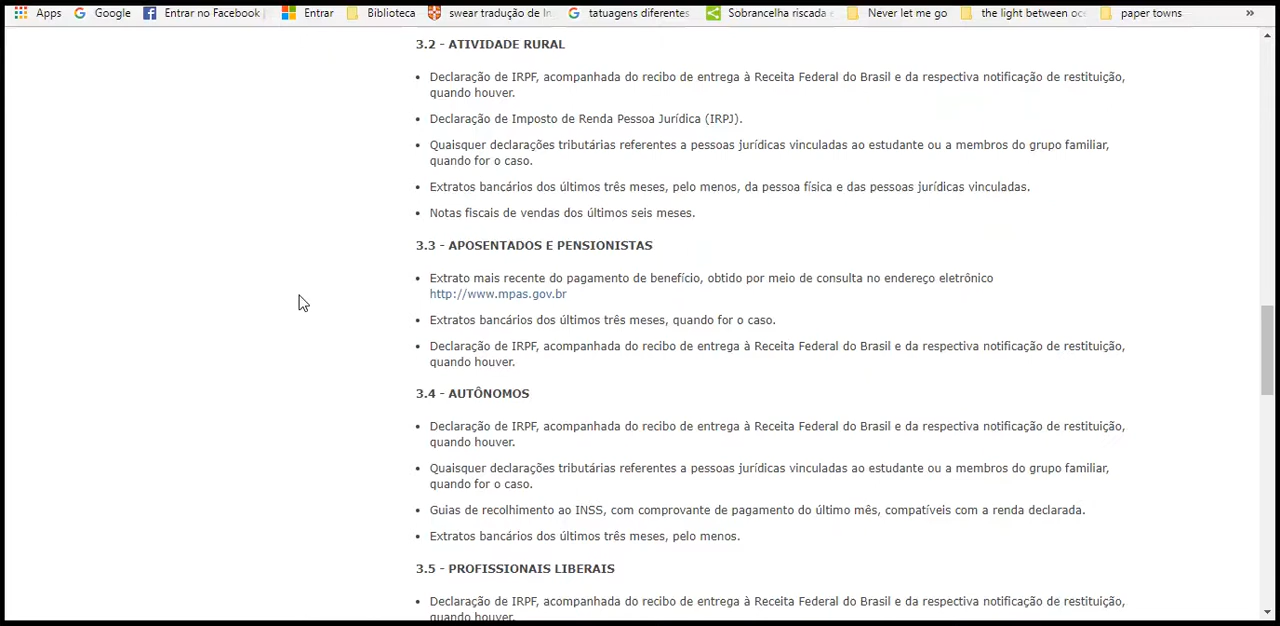 Apps Google Entrar no Facebook Entrar Biblioteca swear tradução de In tatuagens diferentes Sobrancelha riscada Never let me go the light between oce paper towns »
3.2 - ATIVIDADE RURAL
• Declaração de IRPF, acompanhada do recibo de entrega à Receita Federal do Brasil e da respectiva notificação de restituição,
quando houver.
• Declaração de Imposto de Renda Pessoa Jurídica (IRPJ).
• Quaisquer declarações tributárias referentes a pessoas jurídicas vinculadas ao estudante ou a membros do grupo familiar,
quando for o caso.
• Extratos bancários dos últimos três meses, pelo menos, da pessoa física e das pessoas jurídicas vinculadas.
• Notas fiscais de vendas dos últimos seis meses.
3.3 - APOSENTADOS E PENSIONISTAS
• Extrato mais recente do pagamento de benefício, obtido por meio de consulta no endereço eletrônico
http://www.mpas.gov.br
• Extratos bancários dos últimos três meses, quando for o caso.
• Declaração de IRPF, acompanhada do recibo de entrega à Receita Federal do Brasil e da respectiva notificação de restituição,
quando houver.
3.4 - AUTÔNOMOS
• Declaração de IRPF, acompanhada do recibo de entrega à Receita Federal do Brasil e da respectiva notificação de restituição,
quando houver.
• Quaisquer declarações tributárias referentes a pessoas jurídicas vinculadas ao estudante ou a membros do grupo familiar,
quando for o caso.
• Guias de recolhimento ao INSS, com comprovante de pagamento do último mês, compatíveis com a renda declarada.
• Extratos bancários dos últimos três meses, pelo menos.
3.5 - PROFISSIONAIS LIBERAIS
• Declaração de IRPF, acompanhada do recibo de entrega à Receita Federal do Brasil e da respectiva notificação de restituição,
quando houver.